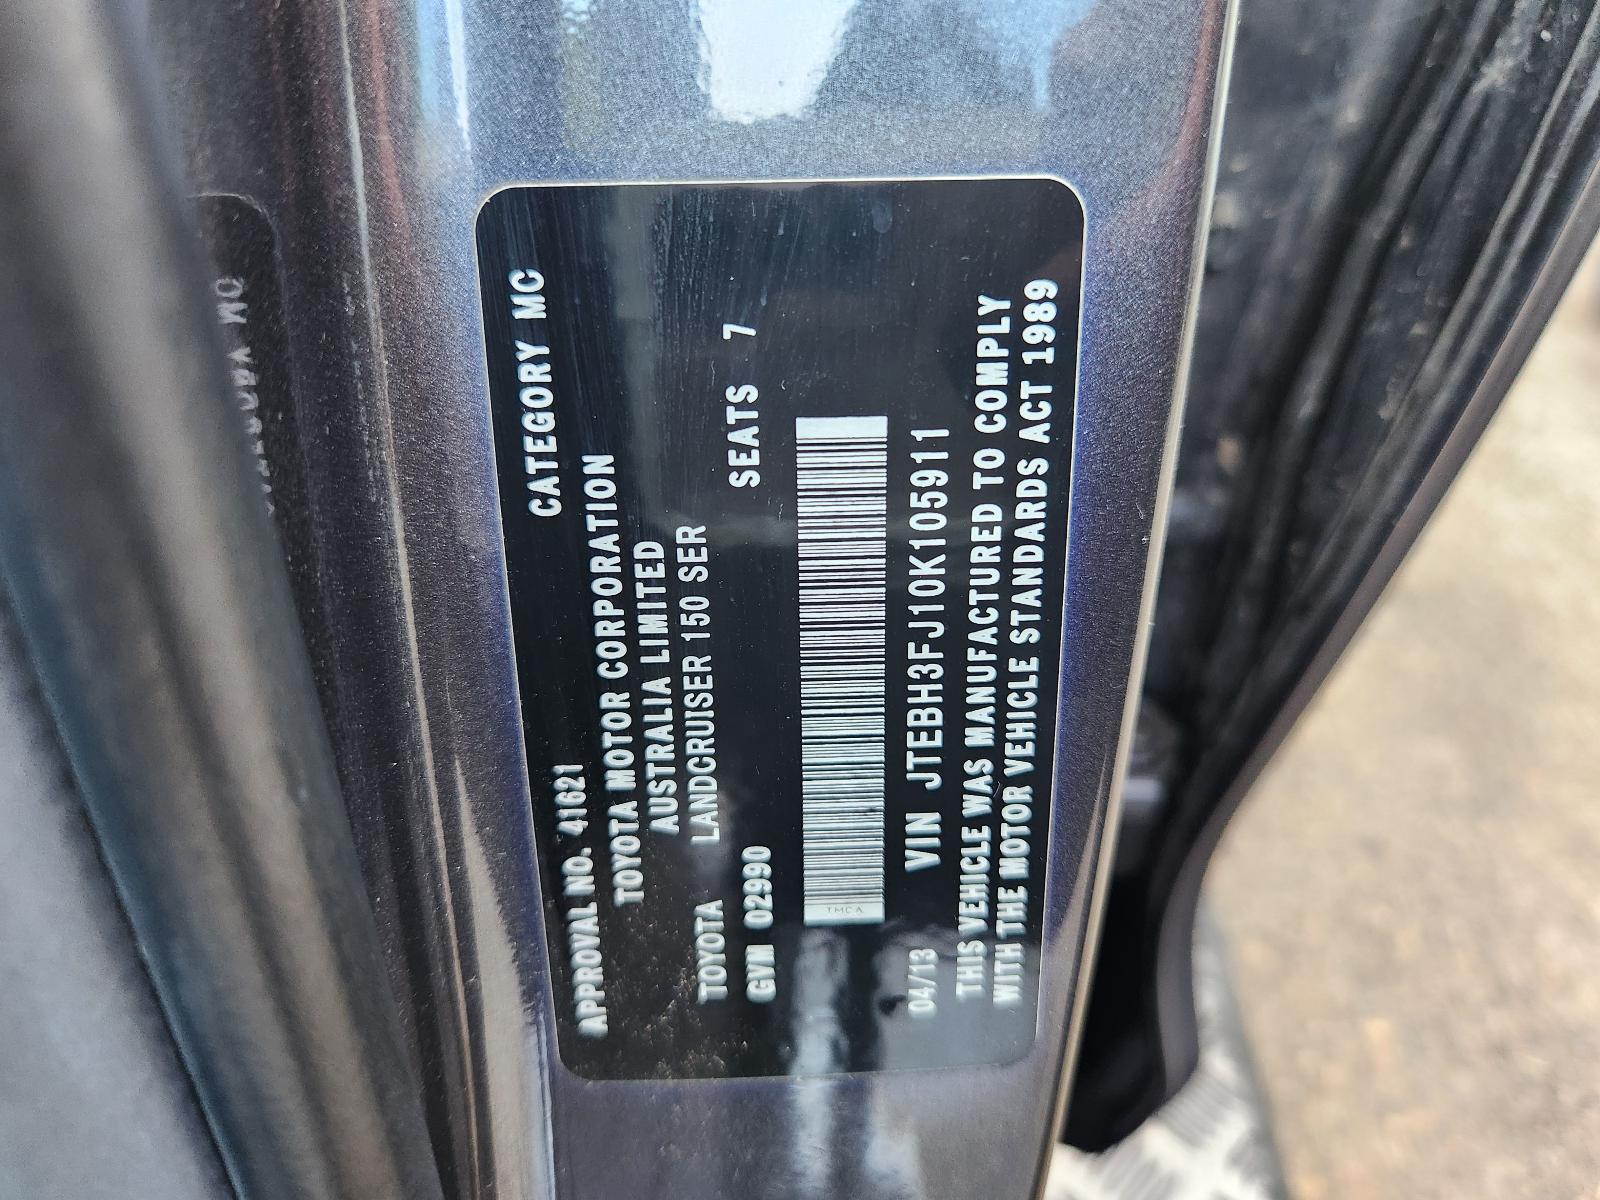 CATEGORY MC
APPROVAL NO. 41621
TOYOTA MOTOR CORPORATION
AUSTRALIA LIMITED
TOYOTA LANDCRUISER 150 SER
GVM 02990 SEATS 7
TMCA
04/13 VIN JTEBH3FJ10K105911
THIS VEHICLE WAS MANUFACTURED TO COMPLY
WITH THE MOTOR VEHICLE STANDARDS ACT 1989